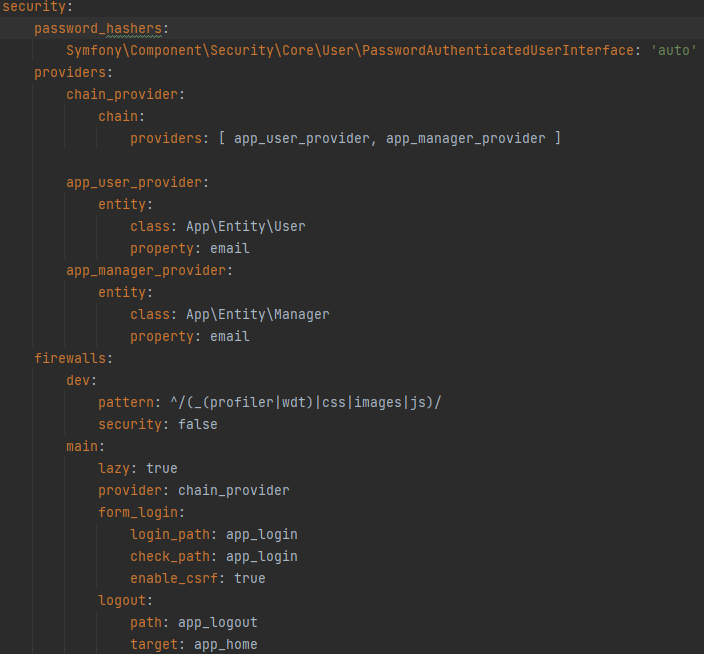 security:
password_hashers:
Symfony\Component\Security\Core\User\PasswordAuthenticatedUserInterface: 'auto'
providers:
chain_provider:
chain:
providers: [ app_user_provider, app_manager_provider ]
app_user_provider:
entity:
class: App\Entity\User
property: email
app_manager_provider:
entity:
class: App\Entity\Manager
property: email
firewalls:
dev:
pattern: ^/(_(profiler|wdt)|css|images|js)/
security: false
main:
lazy: true
provider: chain_provider
form_login:
login_path: app_login
check_path: app_login
enable_csrf: true
logout:
path: app_logout
target: app_home